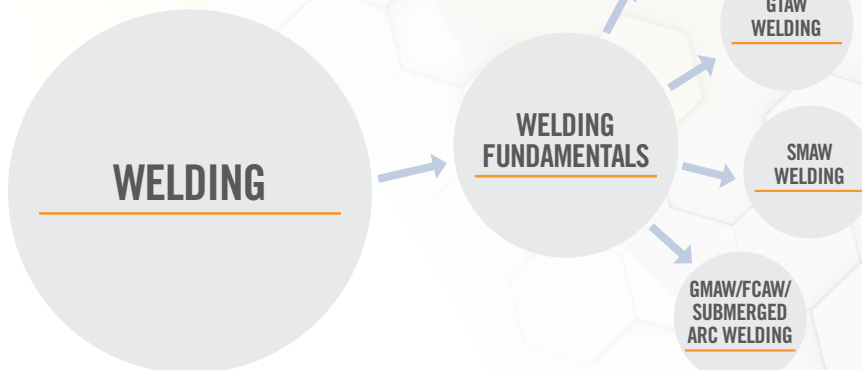 WELDING
WELDING
FUNDAMENTALS
GTAW
WELDING
SMAW
WELDING
GMAW/FCAW/
SUBMERGED
ARC WELDING